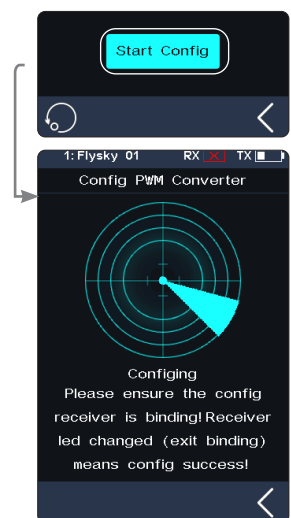 Start Config
1:Flysky 01 RX TX
Config PWM Converter
Configing
Please ensure the config
receiver is binding!Receiver
led changed (exit binding)
means config success!